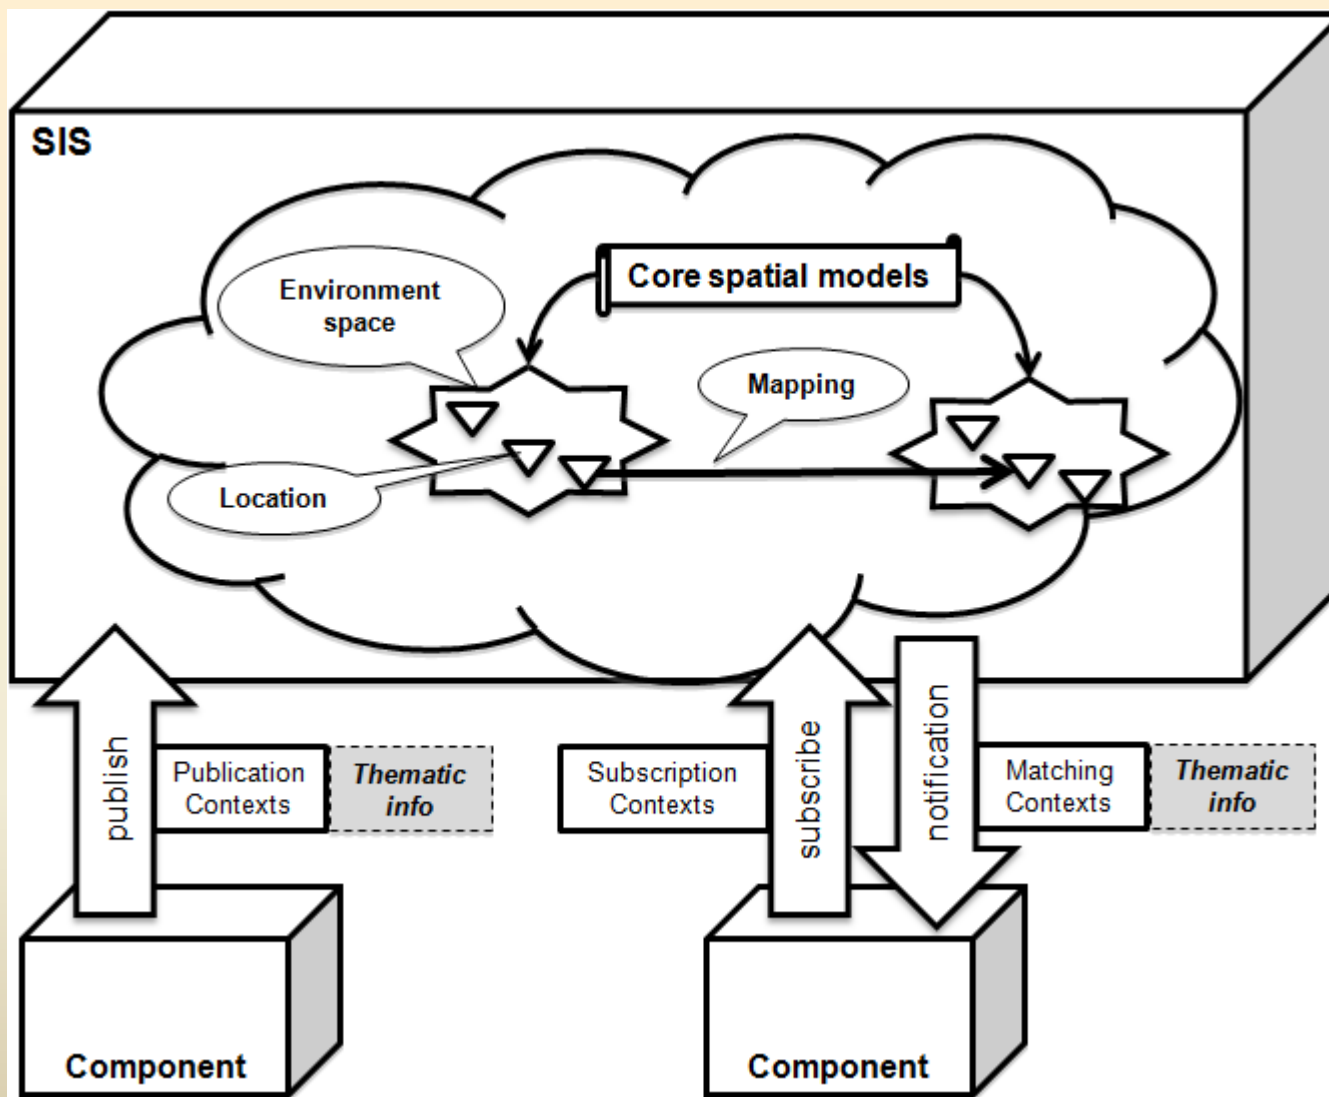 SIS
Environment
space
Core spatial models
Mapping
Location
publish
Publication
Contexts
Thematic
info
Subscription
Contexts
subscribe
notification
Matching
Contexts
Thematic
info
Component
Component